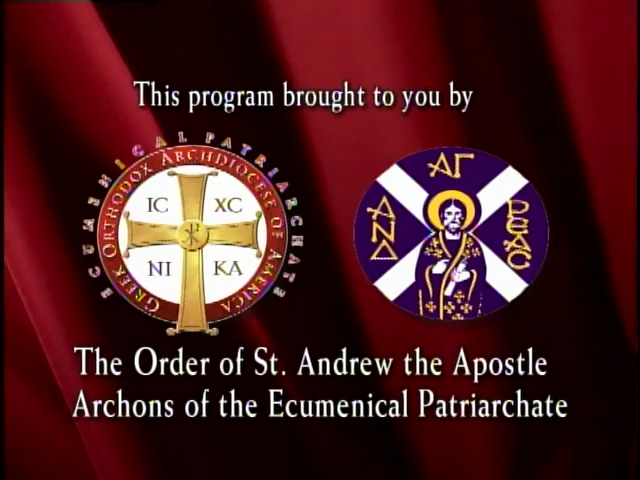 This program brought to you by
ECUMENICAL PATRIARCHATE
GREEK ORTHODOX ARCHDIOCESE OF AMERICA
IC XC
NI KA
ΑΓ
ΑΝΔ
ΡΕΑC
The Order of St. Andrew the Apostle
Archons of the Ecumenical Patriarchate